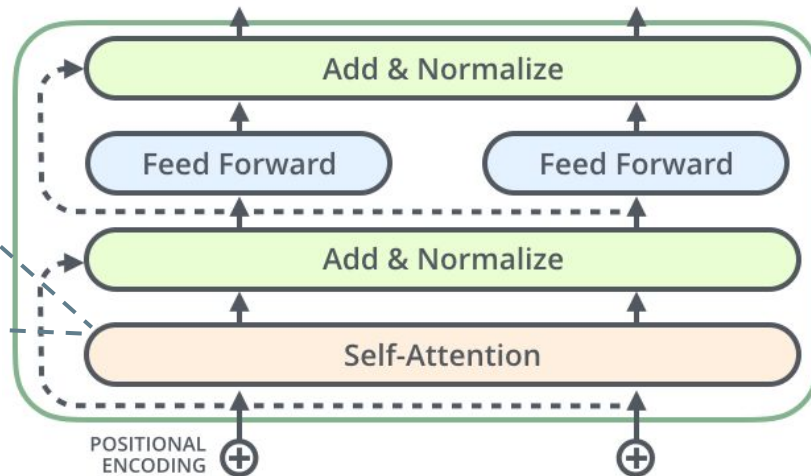 Add & Normalize
Feed Forward
Feed Forward
Add & Normalize
Self-Attention
POSITIONAL
ENCODING